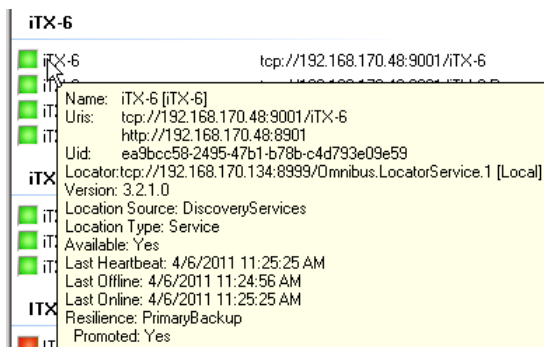 iTX-6
iTX-6 tcp://192.168.170.48:9001/iTX-6
Name: iTX-6 [iTX-6]
Uris: tcp://192.168.170.48:9001/iTX-6
http://192.168.170.48:8901
Uid: ea9bcc58-2495-47b1-b78b-c4d793e09e59
Locator:tcp://192.168.170.134:8999/Omnibus.LocatorService.1 [Local]
Version: 3.2.1.0
Location Source: DiscoveryServices
Location Type: Service
Available: Yes
Last Heartbeat: 4/6/2011 11:25:25 AM
Last Offline: 4/6/2011 11:24:56 AM
Last Online: 4/6/2011 11:25:25 AM
Resilience: PrimaryBackup
Promoted: Yes